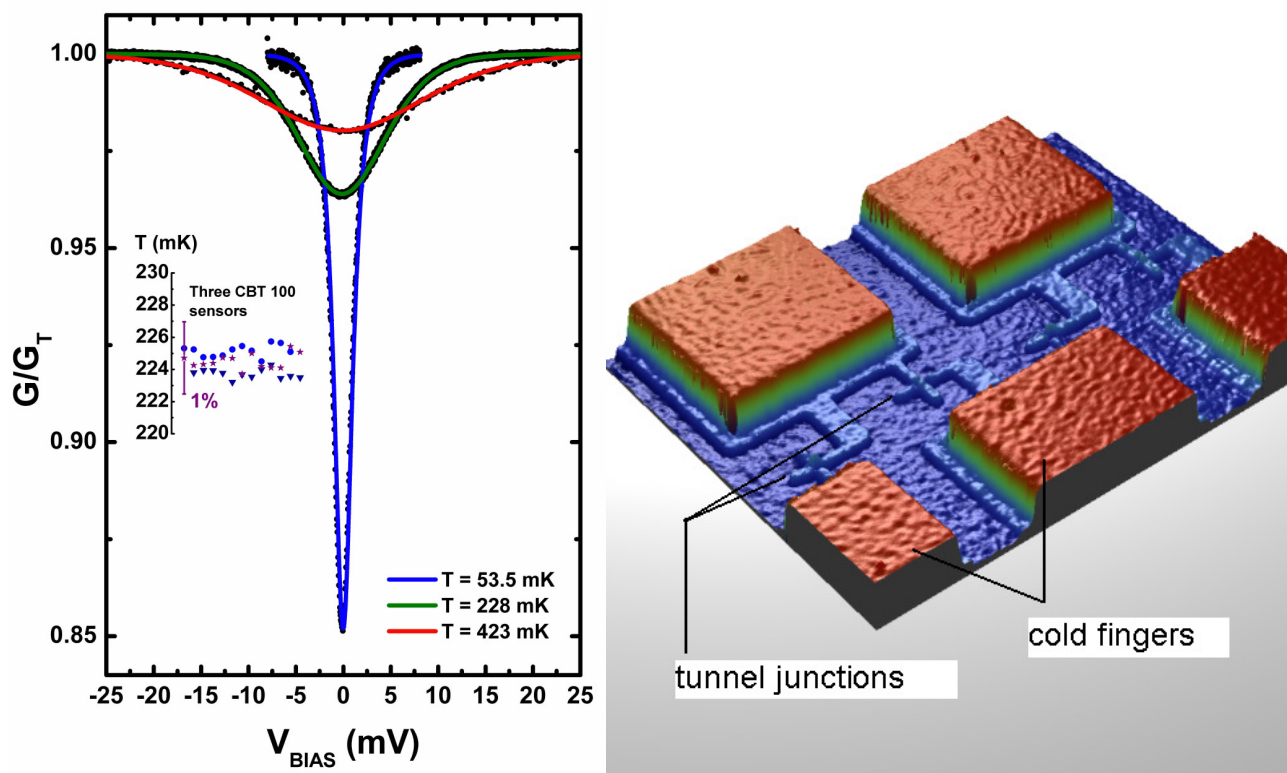 1.00
0.95
0.90
0.85
G/G_T
T (mK)
230
228
226
224
222
220
Three CBT 100
sensors
1%
T = 53.5 mK
T = 228 mK
T = 423 mK
-25 -20 -15 -10 -5 0 5 10 15 20 25
V_BIAS (mV)
tunnel junctions
cold fingers